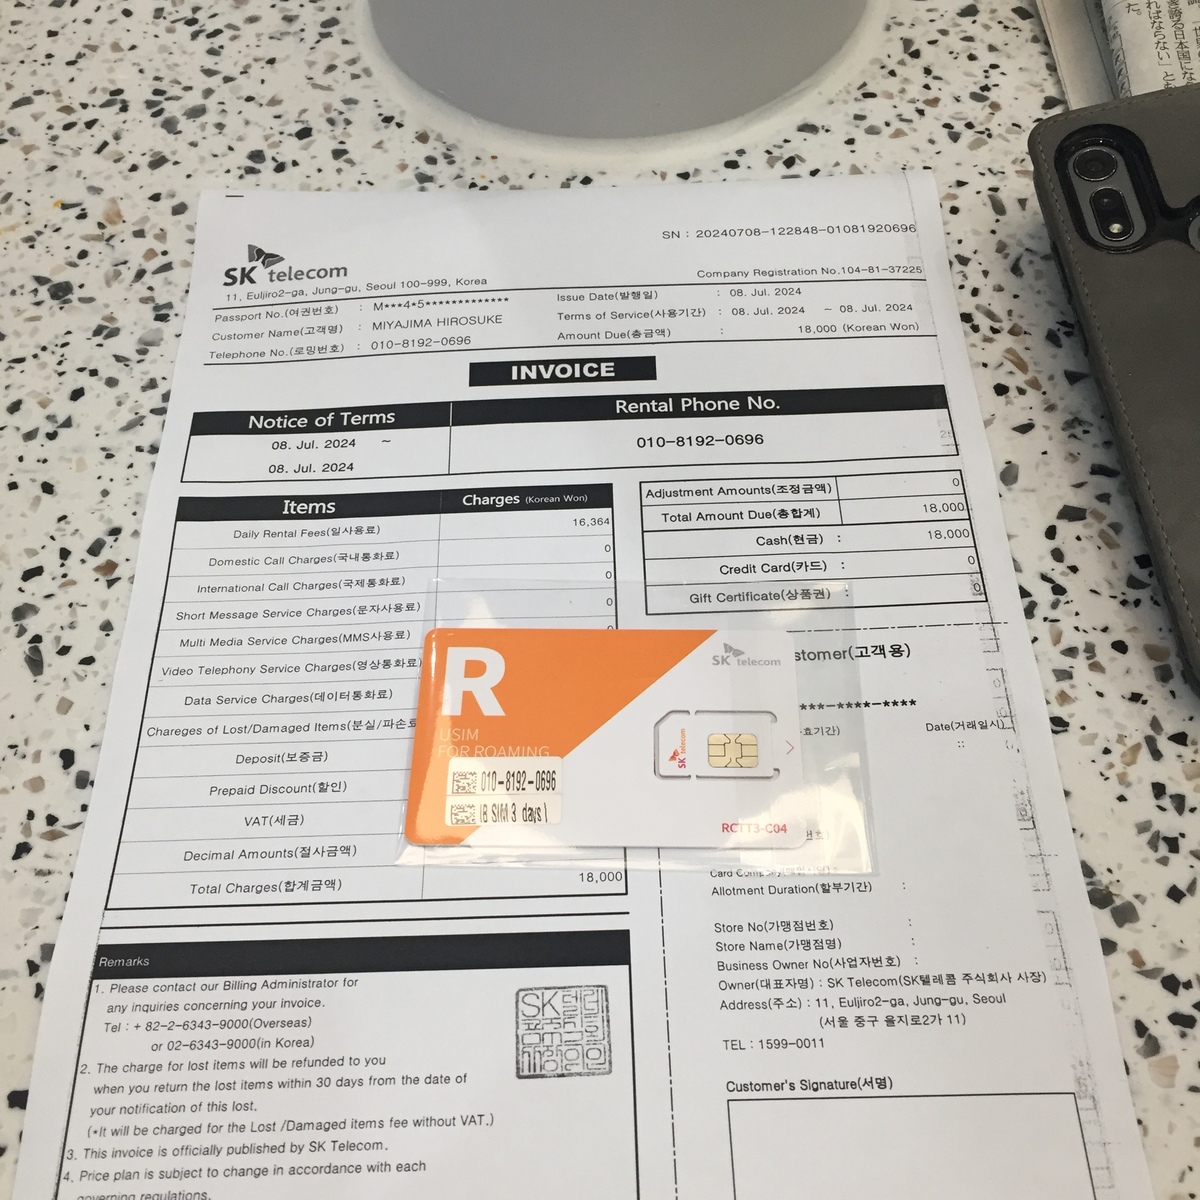 SN : 20240708-122848-01081920696
SK telecom
11, Euljiro2-ga, Jung-gu, Seoul 100-999, Korea
Company Registration No.104-81-37225
Passport No.(여권번호) : M***4*5*************
Customer Name(고객명) : MIYAJIMA HIROSUKE
Telephone No.(로밍번호) : 010-8192-0696
Issue Date(발행일) : 08. Jul. 2024
Terms of Service(사용기간) : 08. Jul. 2024 ~ 08. Jul. 2024
Amount Due(총금액) : 18,000 (Korean Won)
INVOICE
Notice of Terms
08. Jul. 2024 ~
08. Jul. 2024
Rental Phone No.
010-8192-0696
Items Charges (Korean Won)
Daily Rental Fees(일사용료) 16,364
Domestic Call Charges(국내통화료) 0
International Call Charges(국제통화료) 0
Short Message Service Charges(문자사용료) 0
Multi Media Service Charges(MMS사용료)
Video Telephony Service Charges(영상통화료)
Data Service Charges(데이터통화료)
Chareges of Lost/Damaged Items(분실/파손료
Deposit(보증금)
Prepaid Discount(할인)
VAT(세금)
Decimal Amounts(절사금액)
Total Charges(합계금액) 18,000
Adjustment Amounts(조정금액) 0
Total Amount Due(총합계) 18,000
Cash(현금) : 18,000
Credit Card(카드) : 0
Gift Certificate(상품권) : 0
R
USIM
FOR ROAMING
010-8192-0696
(B SIM 3 days)
SK telecom
SK telecom
RCTT3-C04
stomer(고객용)
***-****-****
효기간)
Date(거래일시)
::
번호)
Allotment Duration(할부기간) :
Store No(가맹점번호) :
Store Name(가맹점명) :
Business Owner No(사업자번호) :
Owner(대표자명) : SK Telecom(SK텔레콤 주식회사 사장)
Address(주소) : 11, Euljiro2-ga, Jung-gu, Seoul
(서울 중구 을지로2가 11)
TEL : 1599-0011
Customer's Signature(서명)
Remarks
1. Please contact our Billing Administrator for
any inquiries concerning your invoice.
Tel : + 82-2-6343-9000(Overseas)
or 02-6343-9000(in Korea)
2. The charge for lost items will be refunded to you
when you return the lost items within 30 days from the date of
your notification of this lost.
(*It will be charged for the Lost /Damaged items fee without VAT.)
3. This invoice is officially published by SK Telecom.
4. Price plan is subject to change in accordance with each
governing regulations.